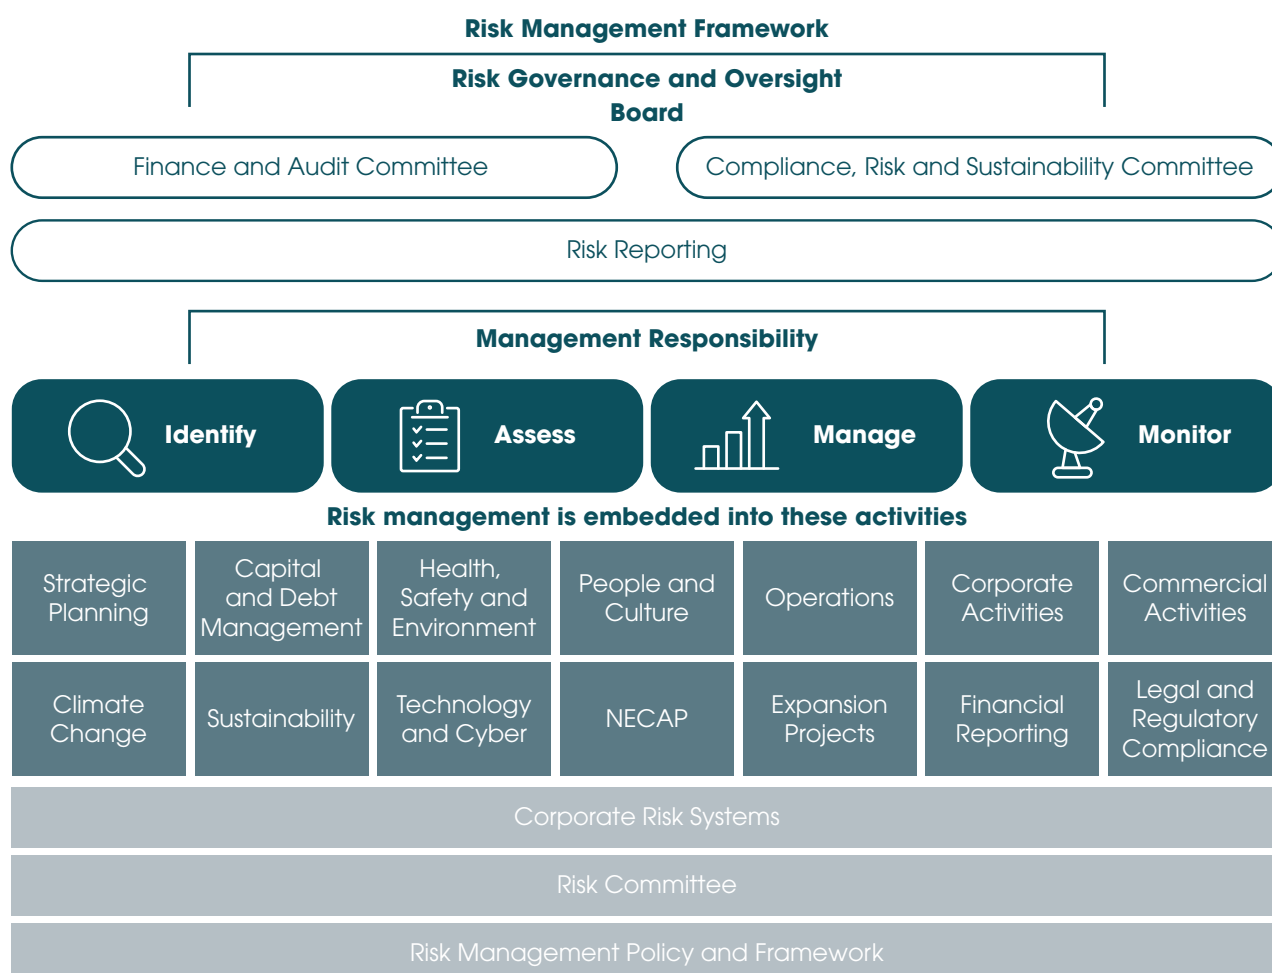 Risk Management Framework
Risk Governance and Oversight
Board
Finance and Audit Committee
Compliance, Risk and Sustainability Committee
Risk Reporting
Management Responsibility
Identify
Assess
Manage
Monitor
Risk management is embedded into these activities
Strategic
Planning
Capital
and Debt
Management
Health,
Safety and
Environment
People and
Culture
Operations
Corporate
Activities
Commercial
Activities
Climate
Change
Sustainability
Technology
and Cyber
NECAP
Expansion
Projects
Financial
Reporting
Legal and
Regulatory
Compliance
Corporate Risk Systems
Risk Committee
Risk Management Policy and Framework